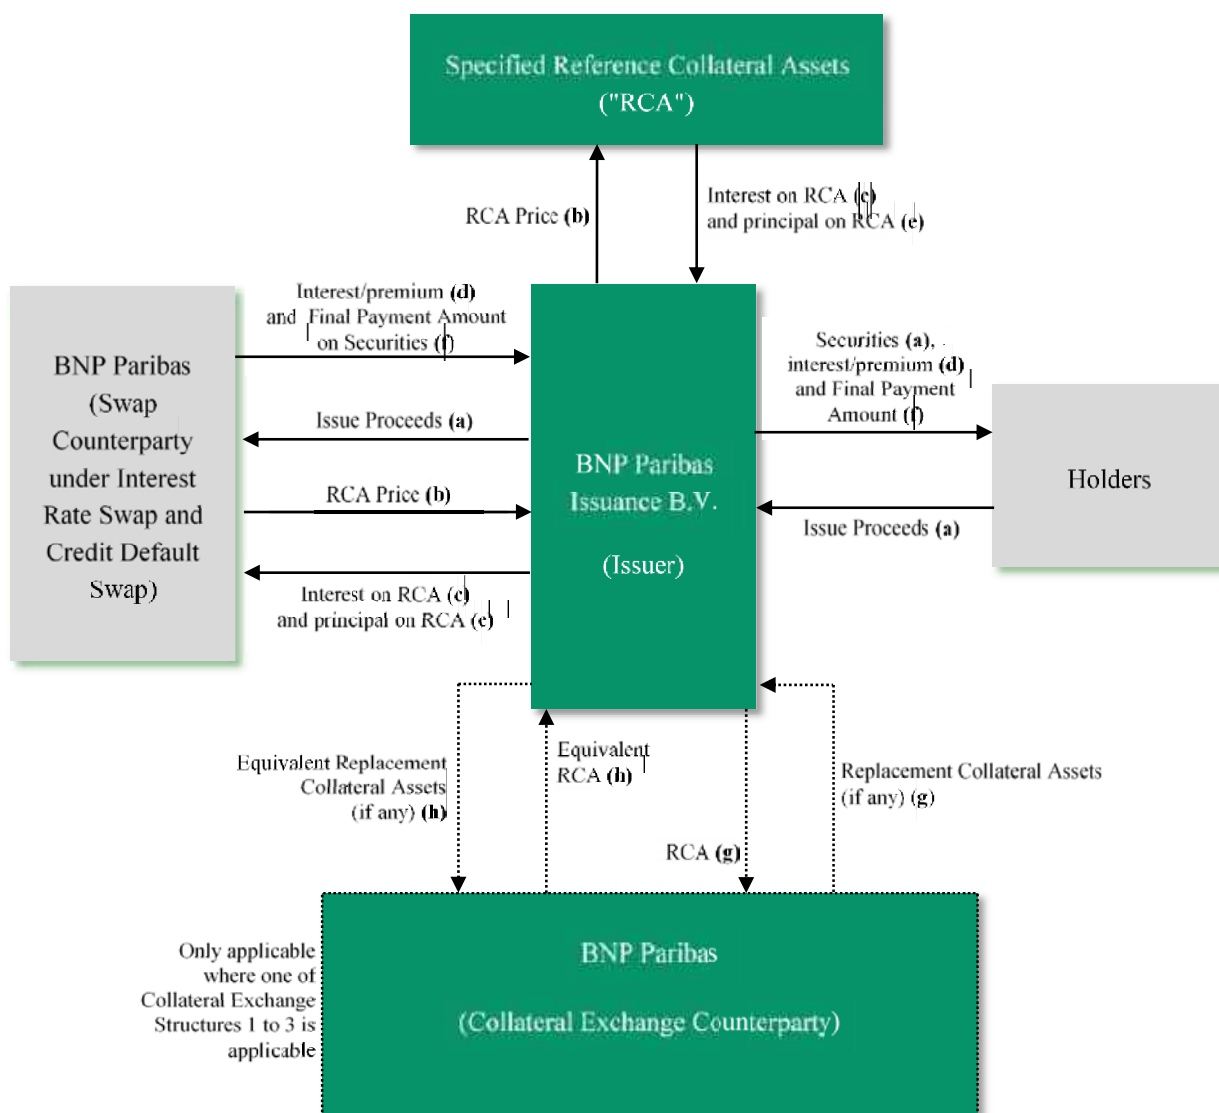 Specified Reference Collateral Assets
("RCA")
RCA Price (b)
Interest on RCA (c)
and principal on RCA (e)
Interest/premium (d)
and Final Payment Amount
on Securities (f)
Issue Proceeds (a)
RCA Price (b)
Interest on RCA (c)
and principal on RCA (e)
BNP Paribas
(Swap
Counterparty
under Interest
Rate Swap and
Credit Default
Swap)
BNP Paribas
Issuance B.V.
(Issuer)
Securities (a),
interest/premium (d)
and Final Payment
Amount (f)
Issue Proceeds (a)
Holders
Equivalent Replacement
Collateral Assets
(if any) (h)
Equivalent
RCA (h)
RCA (g)
Replacement Collateral Assets
(if any) (g)
Only applicable
where one of
Collateral Exchange
Structures 1 to 3 is
applicable
BNP Paribas
(Collateral Exchange Counterparty)